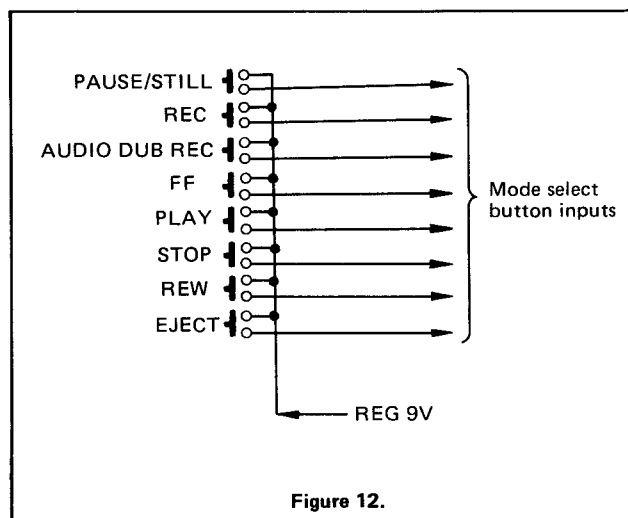 PAUSE/STILL
REC
AUDIO DUB REC
FF
PLAY
STOP
REW
EJECT
Mode select
button inputs
REG 9V
Figure 12.